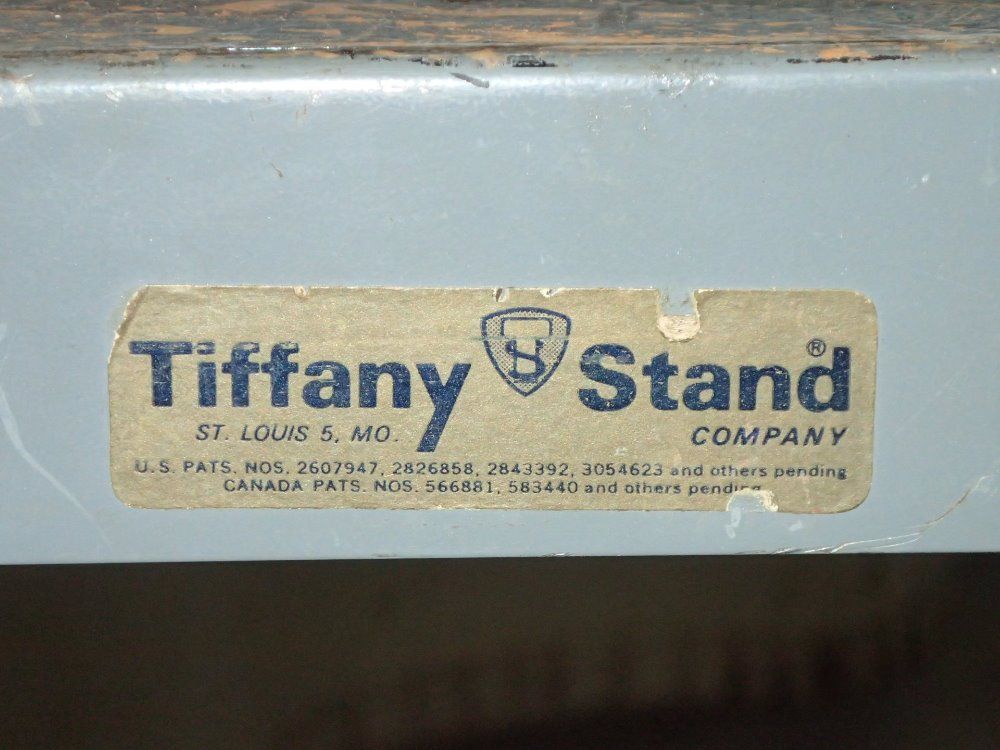 Tiffany Stand ®
ST. LOUIS 5, MO. COMPANY
U.S. PATS. NOS. 2607947, 2826858, 2843392, 3054623 and others pending
CANADA PATS. NOS. 566881, 583440 and others pending